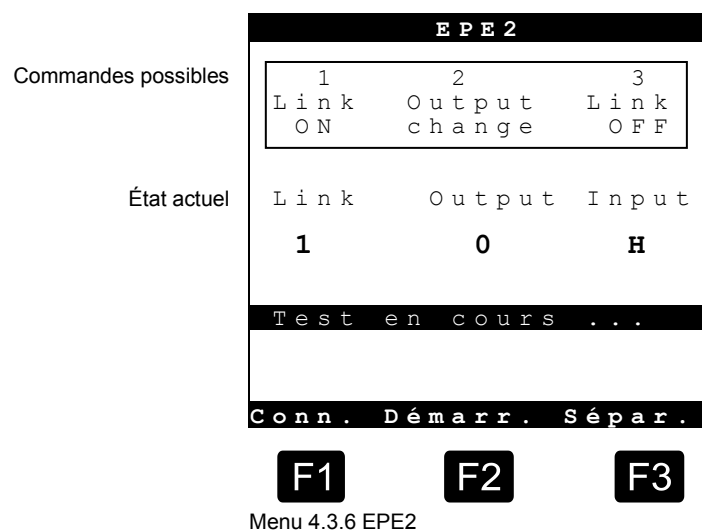 EPE2
Commandes possibles
1 2 3
Link Output Link
ON change OFF
État actuel
Link Output Input
1 0 H
Test en cours ...
Conn. Démarr. Sépar.
F1 F2 F3
Menu 4.3.6 EPE2